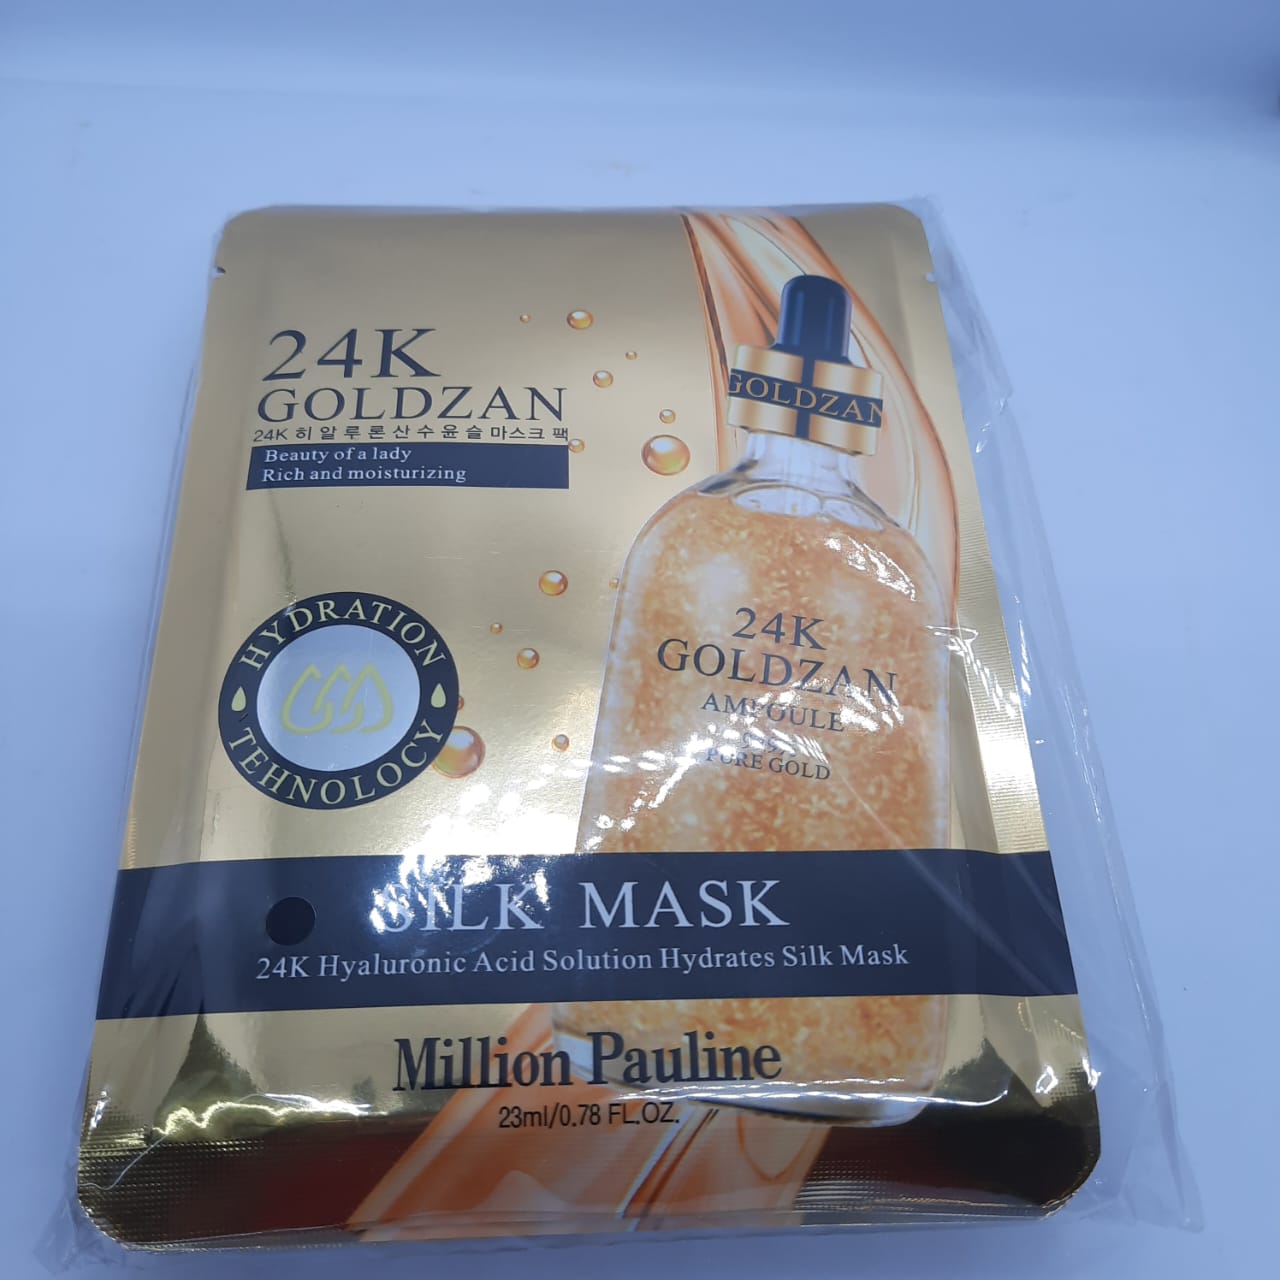 24K
GOLDZAN
24K 히알루론산수윤슬마스크 팩
Beauty of a lady
Rich and moisturizing
GOLDZAN
HYDRATION
TEHNOLOCY
24K
GOLDZAN
AMPOULE
PURE GOLD
SILK MASK
24K Hyaluronic Acid Solution Hydrates Silk Mask
Million Pauline
23ml/0.78 FL.OZ.